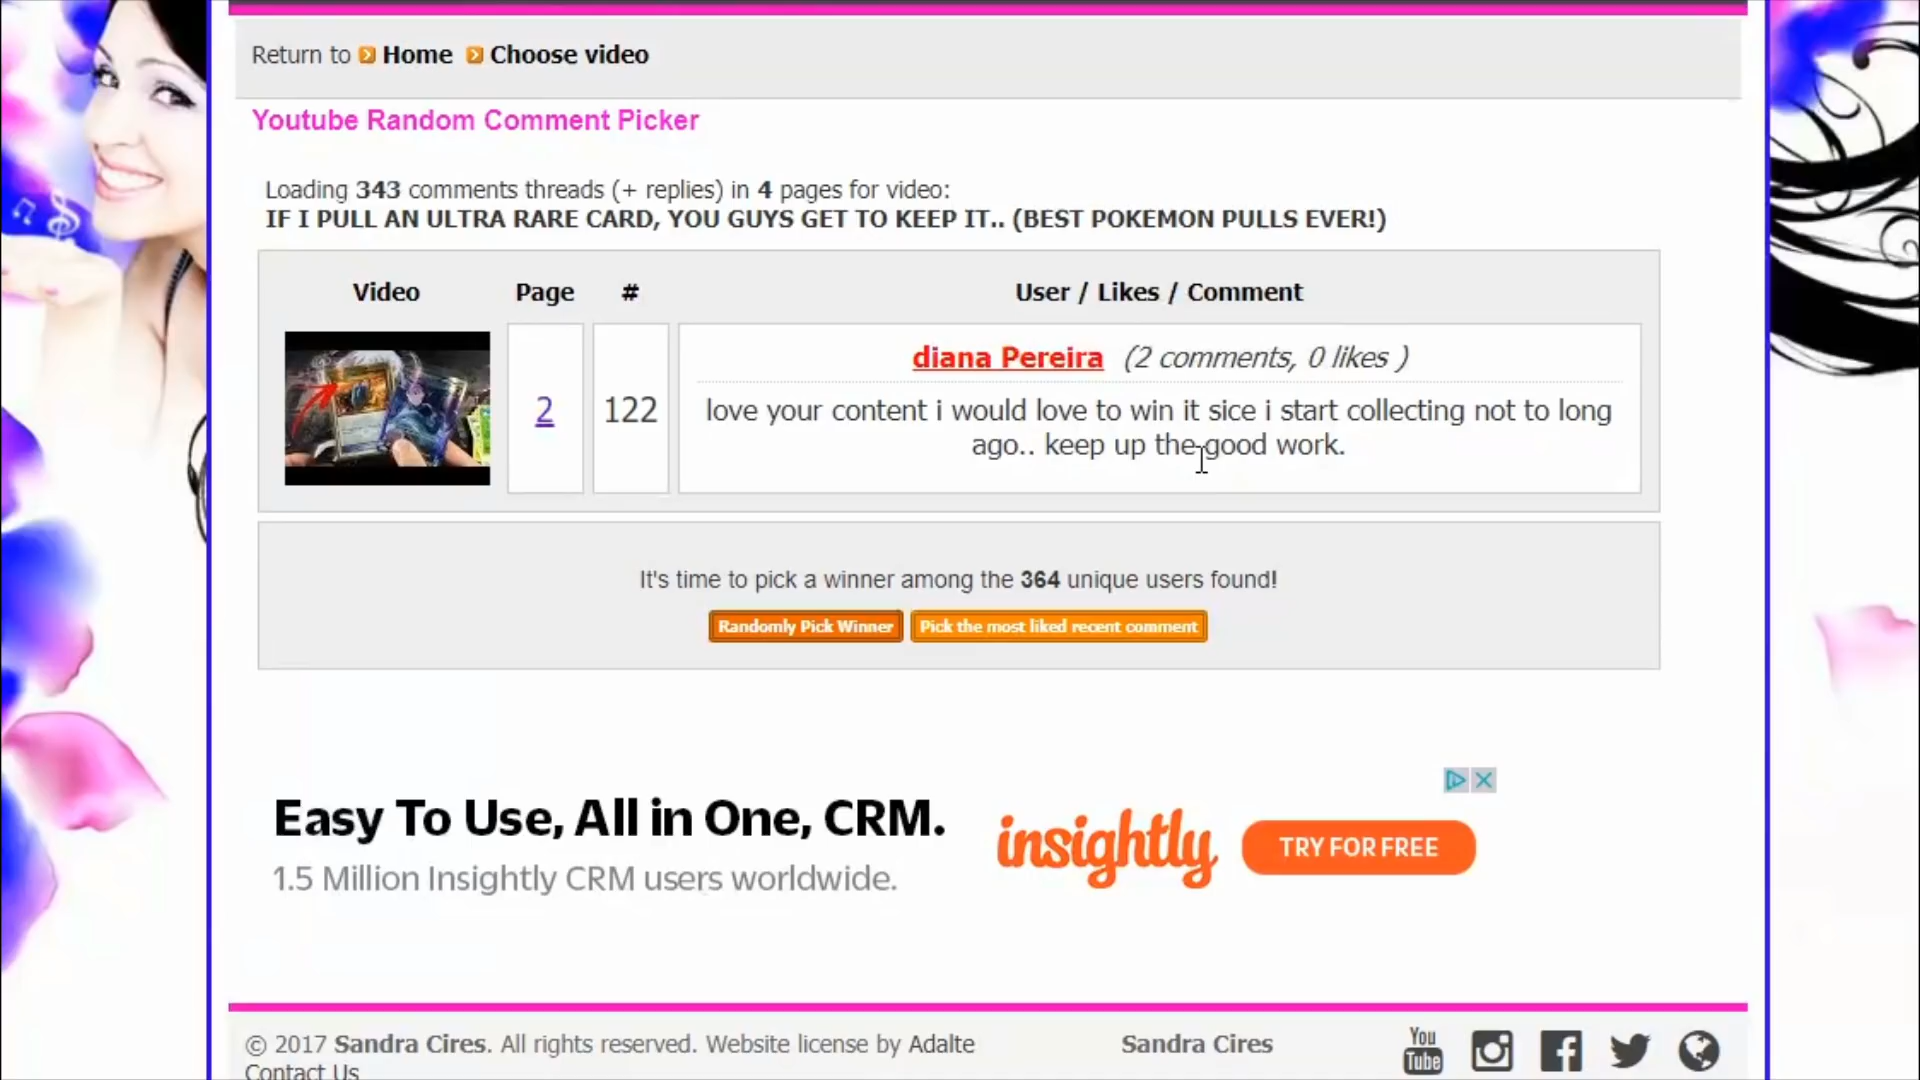 Return to Home Choose video
Youtube Random Comment Picker
Loading 343 comments threads (+ replies) in 4 pages for video:
IF I PULL AN ULTRA RARE CARD, YOU GUYS GET TO KEEP IT.. (BEST POKEMON PULLS EVER!)
Video Page # User / Likes / Comment
diana Pereira (2 comments, 0 likes )
2 122 love your content i would love to win it sice i start collecting not to long
ago.. keep up the good work.
It's time to pick a winner among the 364 unique users found!
Randomly Pick Winner Pick the most liked recent comment
Easy To Use, All in One, CRM.
1.5 Million Insightly CRM users worldwide.
insightly
TRY FOR FREE
© 2017 Sandra Cires. All rights reserved. Website license by Adalte
Contact Us
Sandra Cires
You
Tube